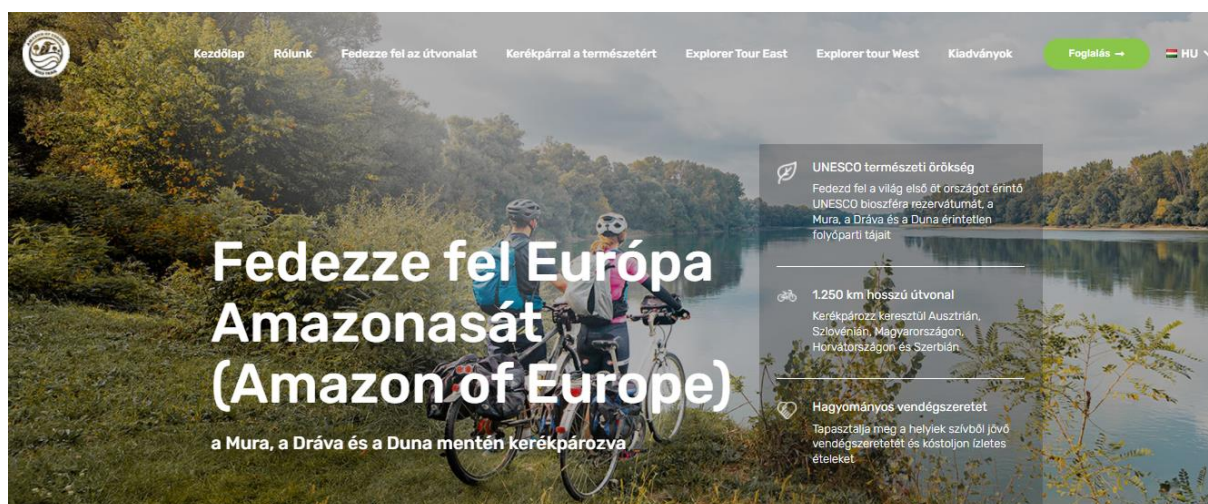 Kezdőlap
Rólunk
Fedezze fel az útvonalat
Kerékpárral a természetért
Explorer Tour East
Explorer tour West
Kiadványok
Foglalás →
HU
Fedezze fel Európa
Amazonasát
(Amazon of Europe)
a Mura, a Dráva és a Duna mentén kerékpározva
UNESCO természeti örökség
Fedezd fel a világ első öt országot érintő
UNESCO bioszféra rezervátumát, a
Mura, a Dráva és a Duna érintetlen
folyóparti tájait
1.250 km hosszú útvonal
Kerékpározz keresztül Ausztrián,
Szlovénián, Magyarországon,
Horvátországon és Szerbián.
Hagyományos vendégszeretet
Tapasztalja meg a helyiek szívből jövő
vendégszeretetét és kóstoljon ízletes
ételeket